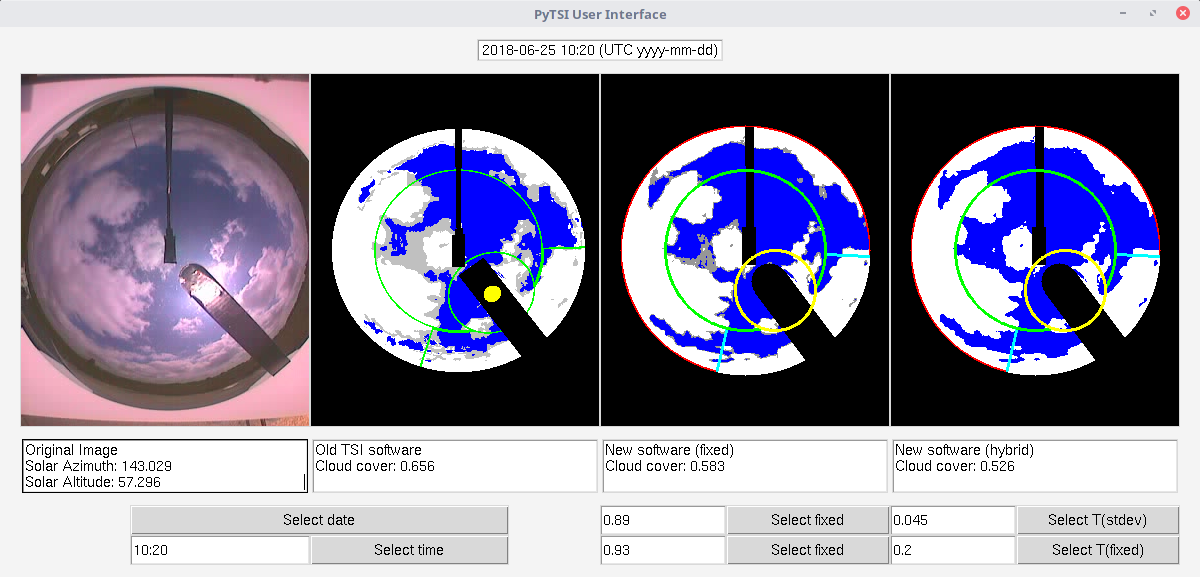 PyTSI User Interface
2018-06-25 10:20 (UTC yyyy-mm-dd)
Original Image
Solar Azimuth: 143.029
Solar Altitude: 57.296
Old TSI software
Cloud cover: 0.656
New software (fixed)
Cloud cover: 0.583
New software (hybrid)
Cloud cover: 0.526
Select date
0.89
Select fixed
0.045
Select T(stdev)
10:20
Select time
0.93
Select fixed
0.2
Select T(fixed)